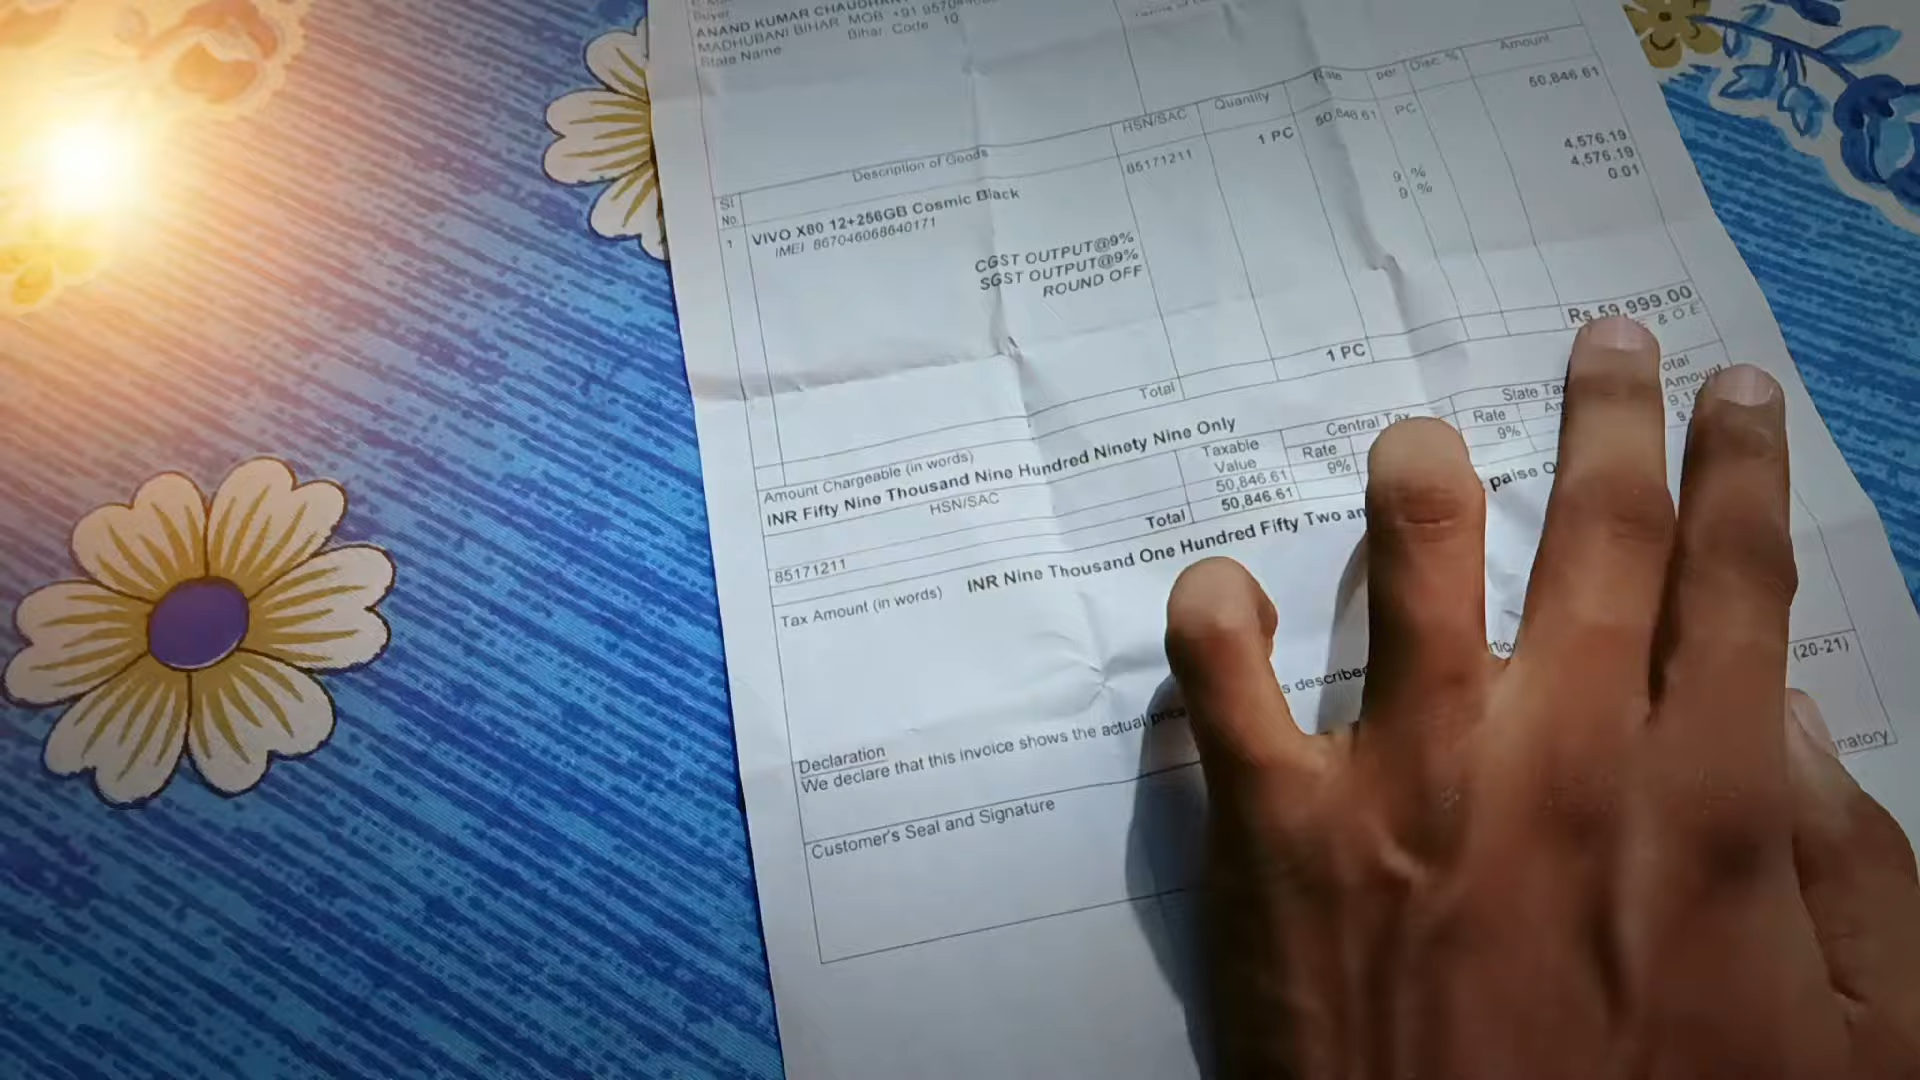 Buyer
ANAND KUMAR CHAUDHARY
MADHUBANI BIHAR MOB +91
State Name Bihar, Code 10
Sl No. Description of Goods HSN/SAC Quantity Rate per Disc. % Amount
1 VIVO X80 12+256GB Cosmic Black 85171211 1 PC 50,846.61 PC 50,846.61
IMEI 867046068640171
CGST OUTPUT@9% 9 % 4,576.19
SGST OUTPUT@9% 9 % 4,576.19
ROUND OFF 0.01
Total 1 PC Rs 59,999.00
E & O E
Amount Chargeable (in words)
INR Fifty Nine Thousand Nine Hundred Ninety Nine Only
HSN/SAC Taxable Value Central Tax Rate State Tax Rate Amount
85171211 50,846.61 9% 9%
Total 50,846.61
Tax Amount (in words) INR Nine Thousand One Hundred Fifty Two paise
(20-21)
Declaration
We declare that this invoice shows the actual price described
Customer's Seal and Signature